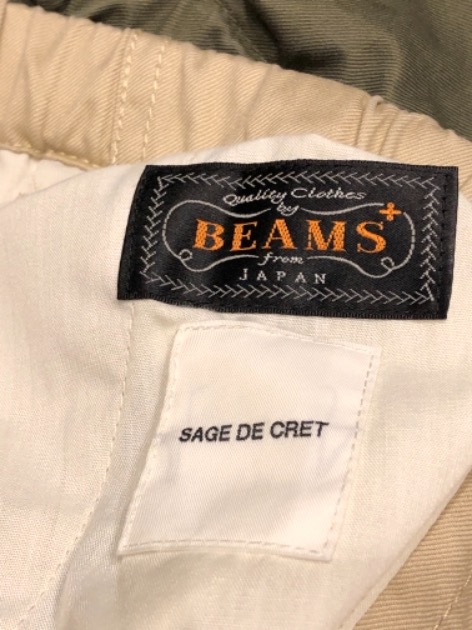 Quality Clothes
by
BEAMS+
from
JAPAN
SAGE DE CRET